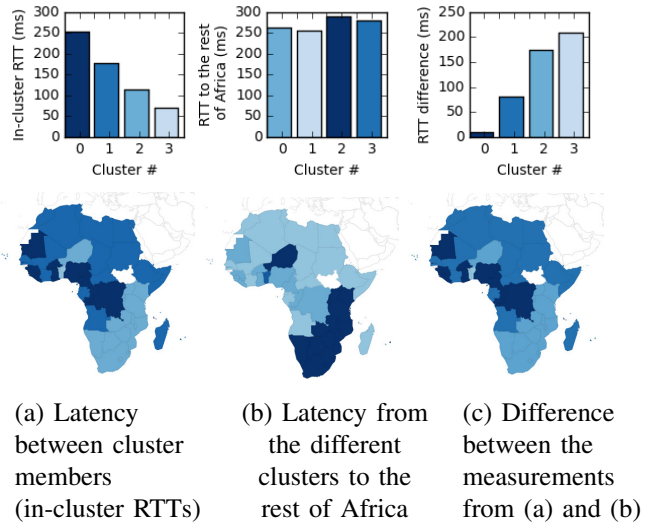 In-cluster RTT (ms)
300
250
200
150
100
50
0
0 1 2 3
Cluster #
RTT to the rest
of Africa (ms)
300
250
200
150
100
50
0
0 1 2 3
Cluster #
RTT difference (ms)
250
200
150
100
50
0
0 1 2 3
Cluster #
(a) Latency
between cluster
members
(in-cluster RTTs)
(b) Latency from
the different
clusters to the
rest of Africa
(c) Difference
between the
measurements
from (a) and (b)